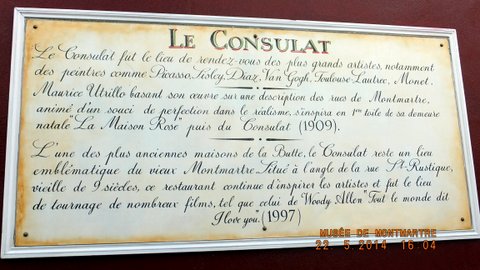 LE CONSULAT
Le Consulat fut le lieu de rendez-vous des plus grands artistes, notamment
des peintres comme Picasso, Sisley, Diaz, Van Gogh, Toulouse-Lautrec, Monet.
Maurice Utrillo basant son œuvre sur une description des rues de Montmartre,
animé d'un souci de perfection dans le réalisme, s'inspira en 1ère toile de sa demeure
natale "La Maison Rose" puis du Consulat (1909).
L'une des plus anciennes maisons de la Butte, le Consulat reste un lieu
emblématique du vieux Montmartre. Situé à l'angle de la rue St-Rustique,
vieille de 9 siècles, ce restaurant continue d'inspirer les artistes et fut le lieu
de tournage de nombreux films, tel que celui de Woody Allen "Tout le monde dit
I love you." (1997)
MUSÉE DE MONTMARTRE
22.5.2014 16:04